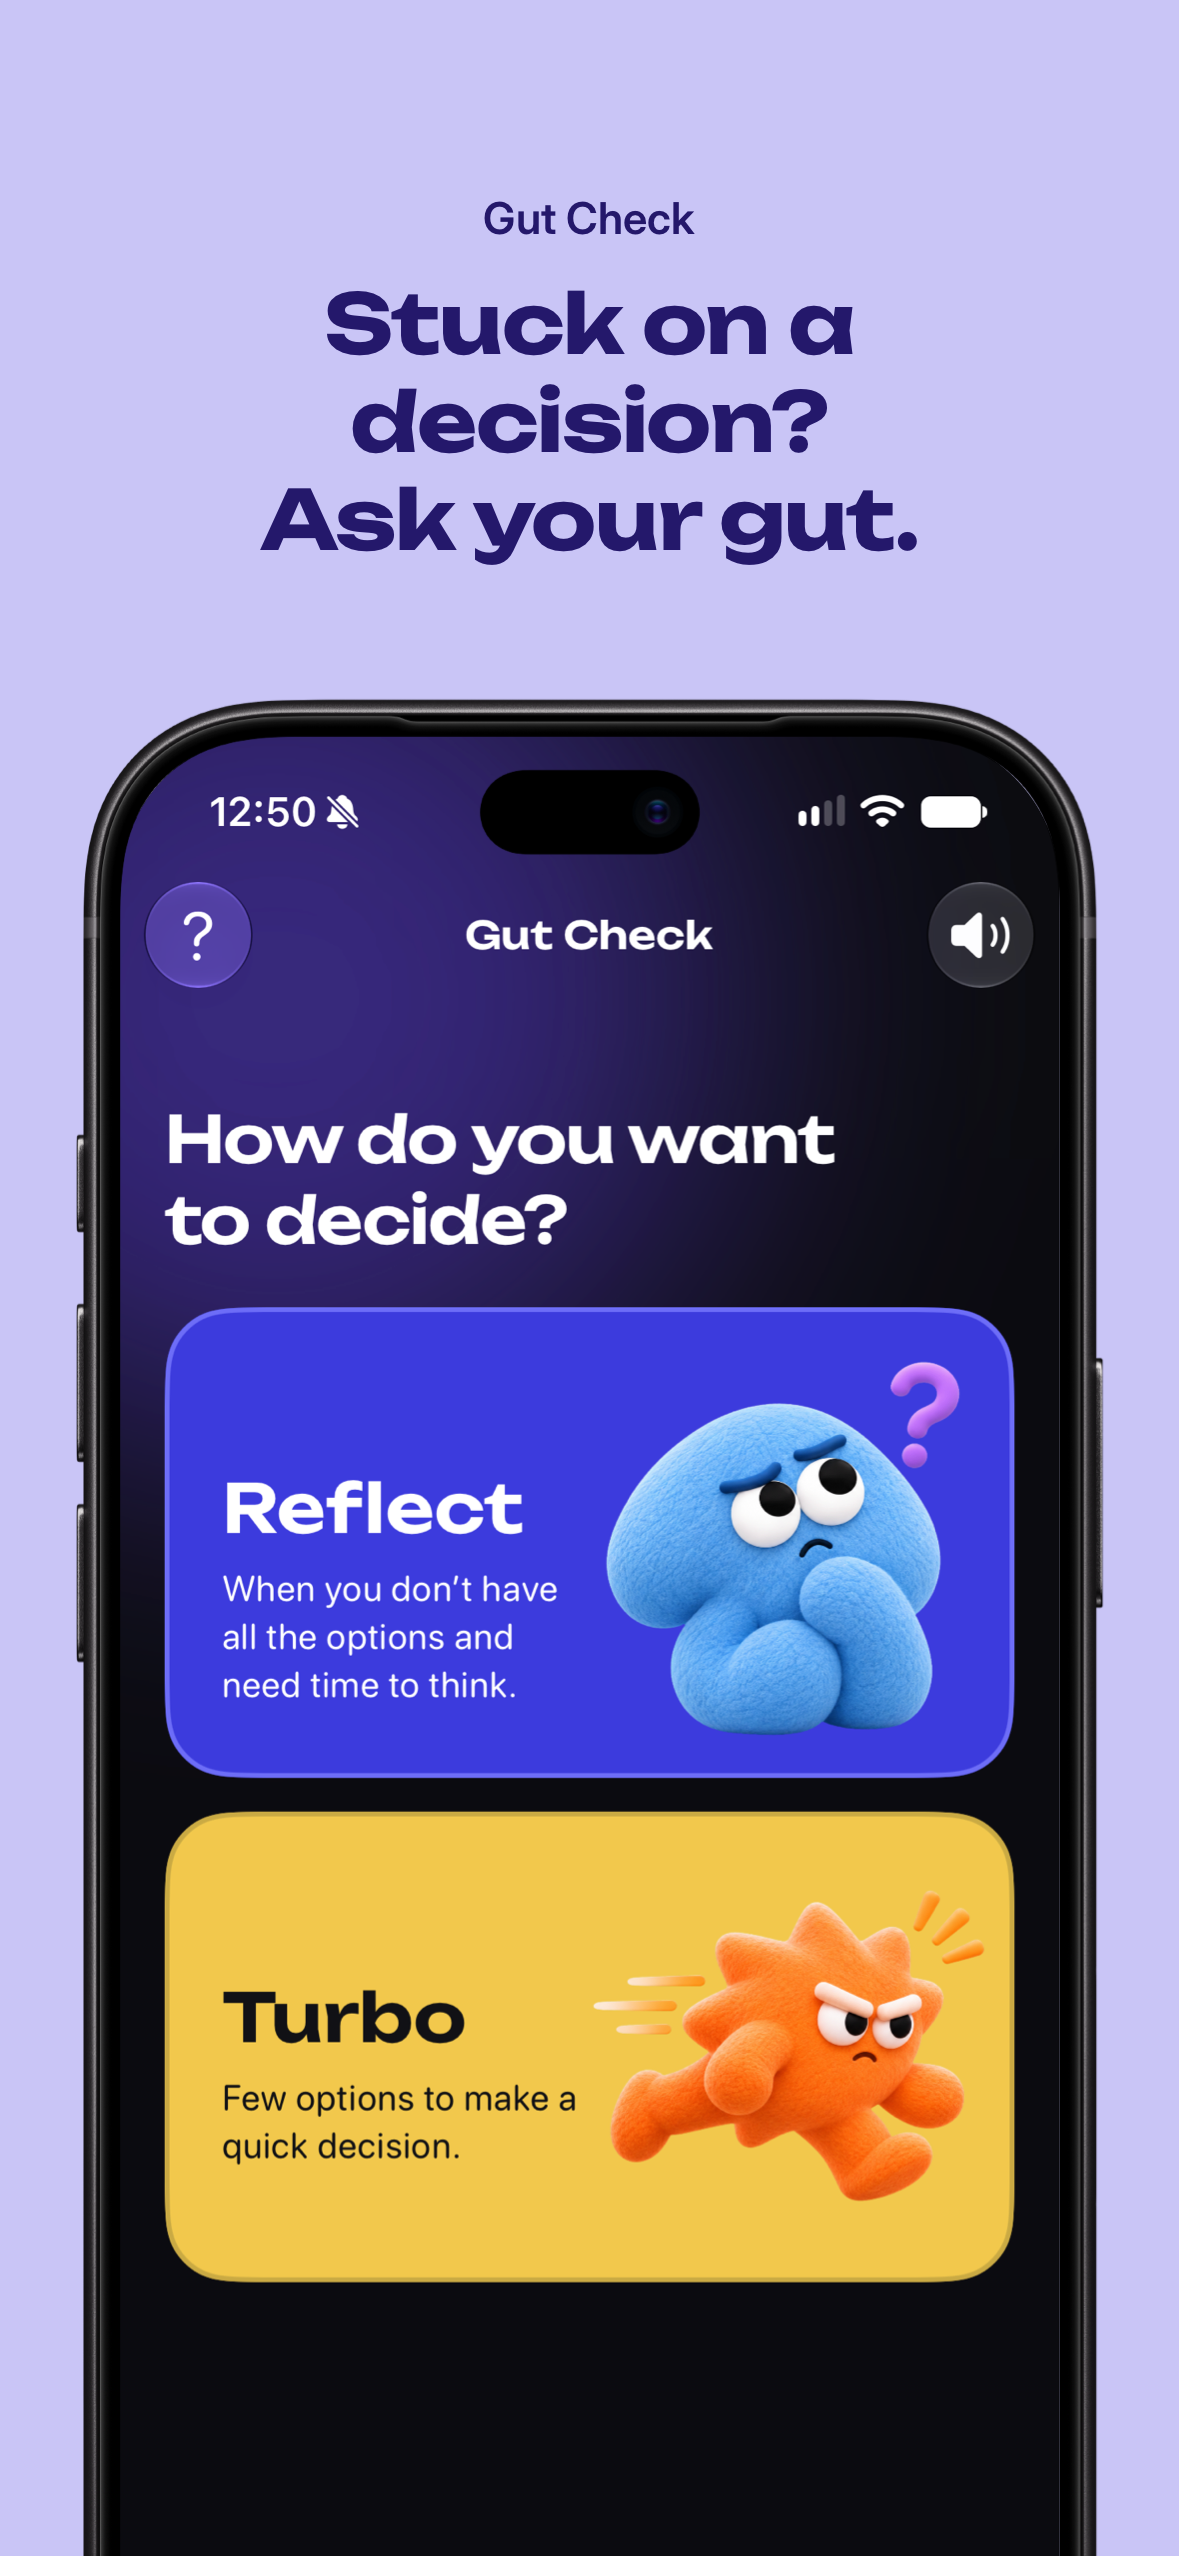 Gut Check
Stuck on a
decision?
Ask your gut.
12:50
?
Gut Check
How do you want
to decide?
?
Reflect
When you don’t have
all the options and
need time to think.
Turbo
Few options to make a
quick decision.